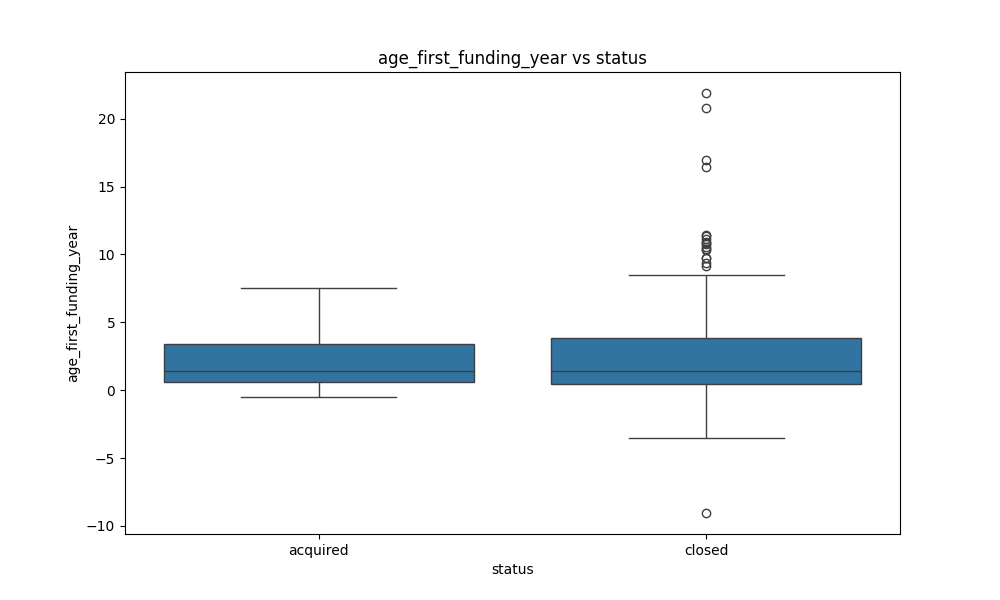 age_first_funding_year vs status
age_first_funding_year
20
15
10
5
0
−5
−10
acquired
closed
status